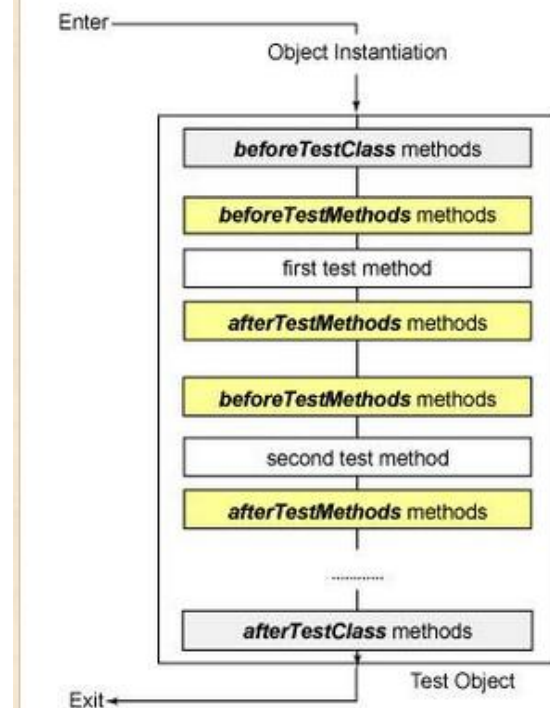 Enter
Object Instantiation
beforeTestClass methods
beforeTestMethods methods
first test method
afterTestMethods methods
beforeTestMethods methods
second test method
afterTestMethods methods
............
afterTestClass methods
Test Object
Exit